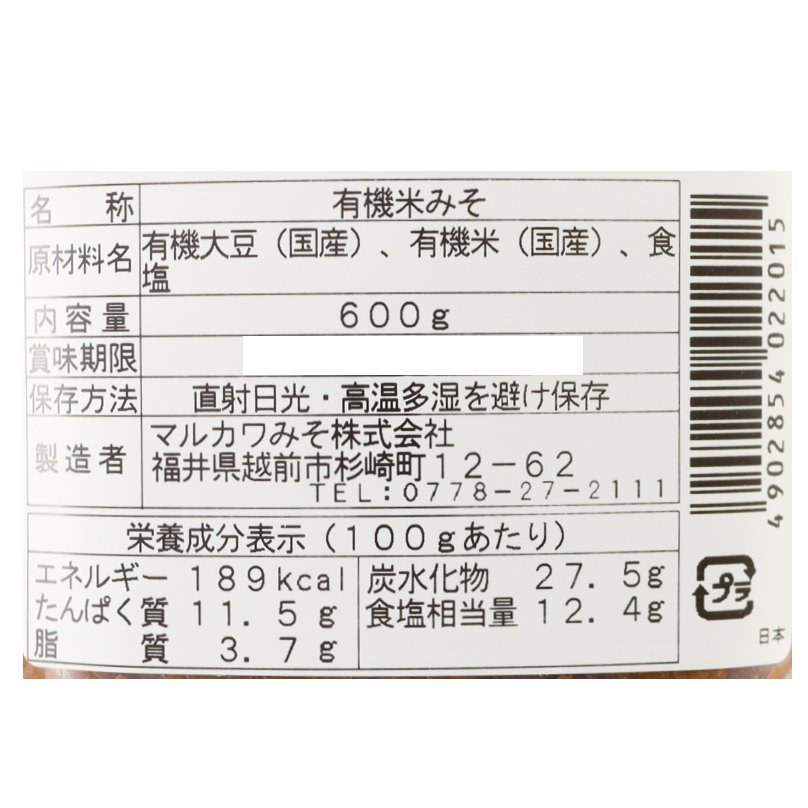 名称 有機米みそ
原材料名 有機大豆（国産）、有機米（国産）、食
塩
内容量 600g
賞味期限
保存方法 直射日光・高温多湿を避け保存
製造者 マルカワみそ株式会社
福井県越前市杉崎町12−62
TEL:0778-27-2111
栄養成分表示（100gあたり）
エネルギー 189kcal 炭水化物 27.5g
たんぱく質 11.5g 食塩相当量 12.4g
脂質 3.7g
4902854022015
プラ
日本